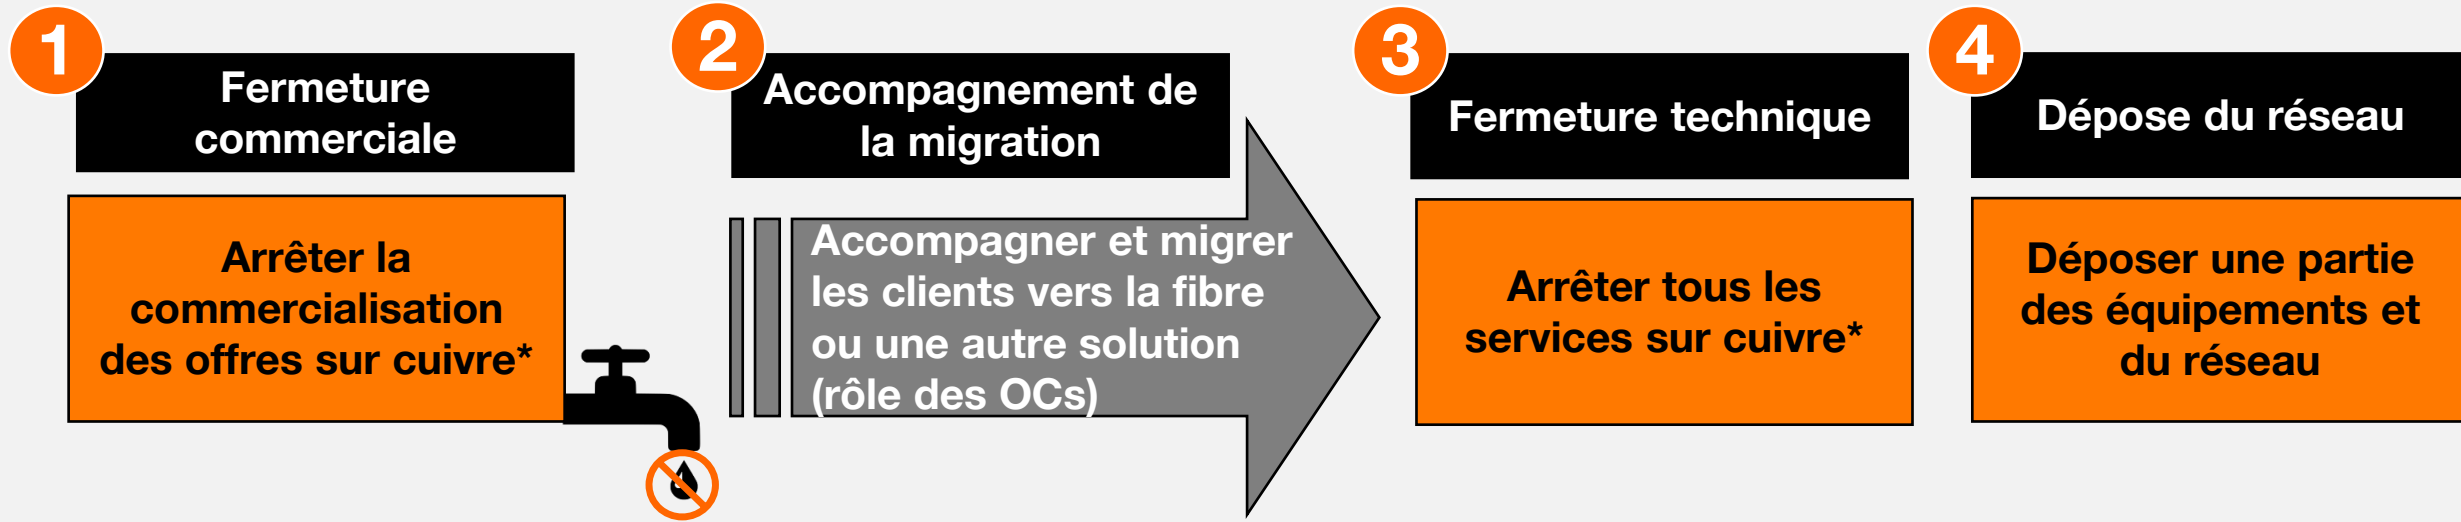 1
Fermeture
commerciale
Arrêter la
commercialisation
des offres sur cuivre*
2
Accompagnement de
la migration
Accompagner et migrer
les clients vers la fibre
ou une autre solution
(rôle des OCs)
3
Fermeture technique
Arrêter tous les
services sur cuivre*
4
Dépose du réseau
Déposer une partie
des équipements et
du réseau